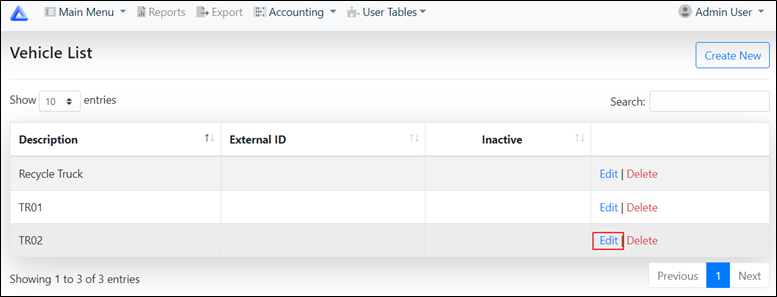 Main Menu Reports Export Accounting User Tables Admin User
Vehicle List Create New
Show 10 entries Search:
Description External ID Inactive
Recycle Truck Edit | Delete
TR01 Edit | Delete
TR02 Edit | Delete
Showing 1 to 3 of 3 entries Previous 1 Next